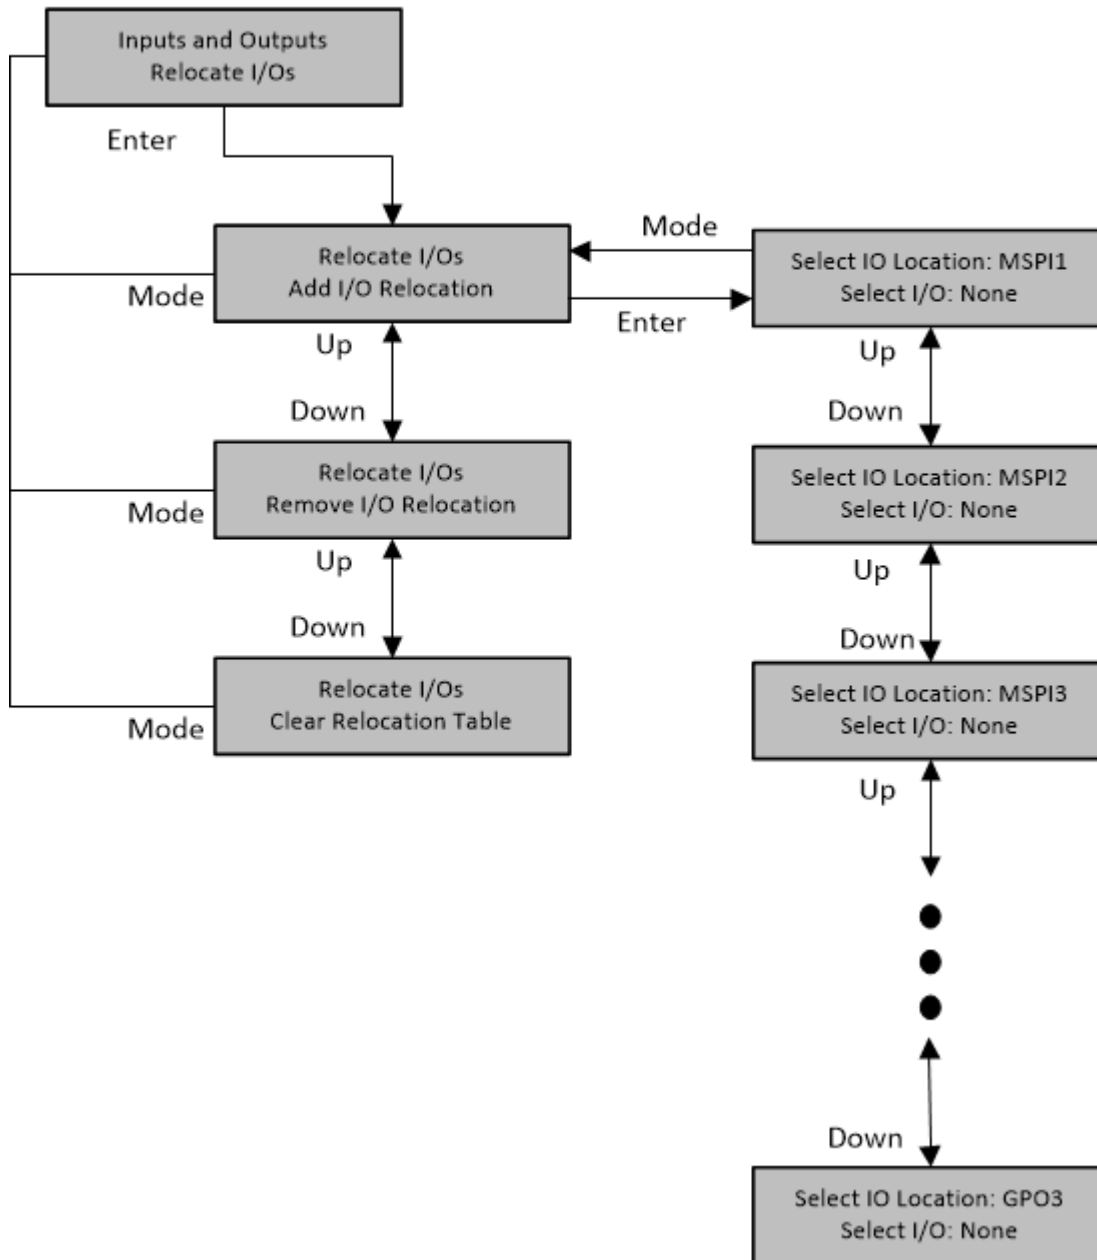 Inputs and Outputs
Relocate I/Os
Enter
Relocate I/Os
Add I/O Relocation
Mode
Mode
Enter
Select IO Location: MSPI1
Select I/O: None
Up
Down
Up
Down
Relocate I/Os
Remove I/O Relocation
Mode
Select IO Location: MSPI2
Select I/O: None
Up
Down
Up
Down
Relocate I/Os
Clear Relocation Table
Mode
Select IO Location: MSPI3
Select I/O: None
Up
Down
Select IO Location: GPO3
Select I/O: None